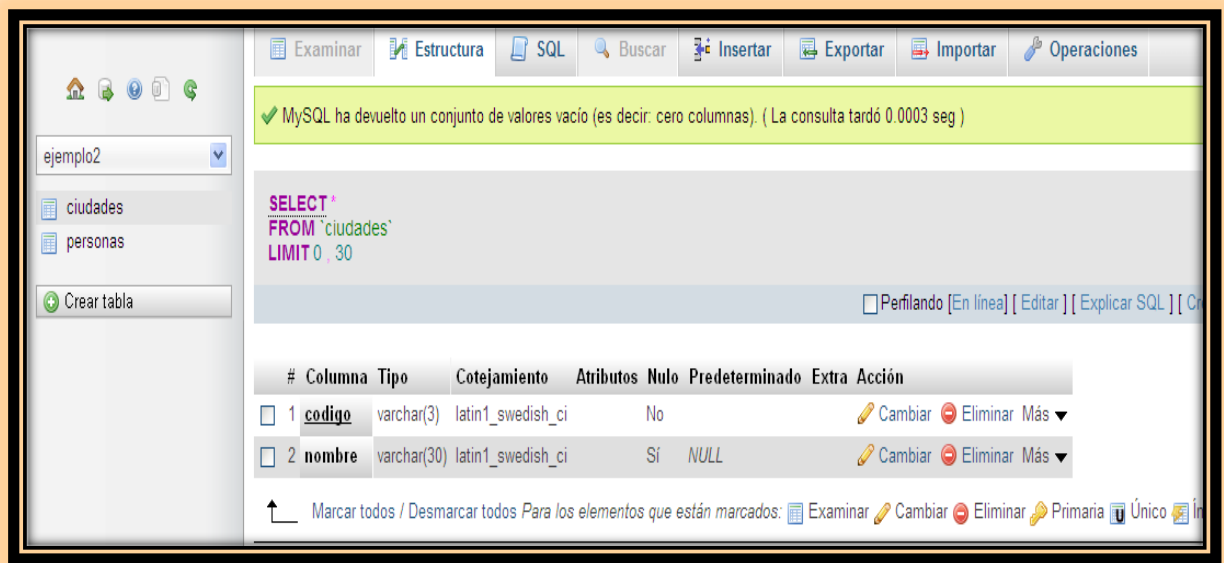 Examinar Estructura SQL Buscar Insertar Exportar Importar Operaciones
MySQL ha devuelto un conjunto de valores vacío (es decir: cero columnas). ( La consulta tardó 0.0003 seg )
ejemplo2
ciudades
personas
Crear tabla
SELECT *
FROM `ciudades`
LIMIT 0 , 30
Perfilando [En línea] [ Editar ] [ Explicar SQL ] [
# Columna Tipo Cotejamiento Atributos Nulo Predeterminado Extra Acción
1 codigo varchar(3) latin1_swedish_ci No Cambiar Eliminar Más
2 nombre varchar(30) latin1_swedish_ci Sí NULL Cambiar Eliminar Más
Marcar todos / Desmarcar todos Para los elementos que están marcados: Examinar Cambiar Eliminar Primaria Único